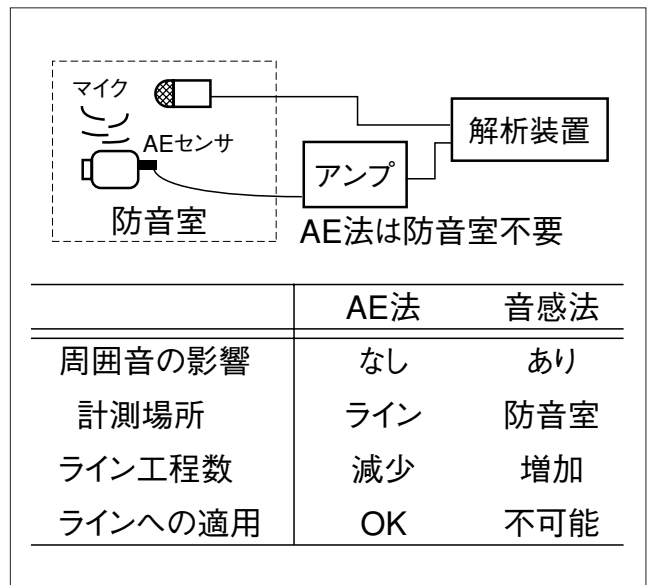 マイク
AEセンサ
防音室
アンプ
解析装置
AE法は防音室不要
AE法 音感法
周囲音の影響 なし あり
計測場所 ライン 防音室
ライン工程数 減少 増加
ラインへの適用 OK 不可能